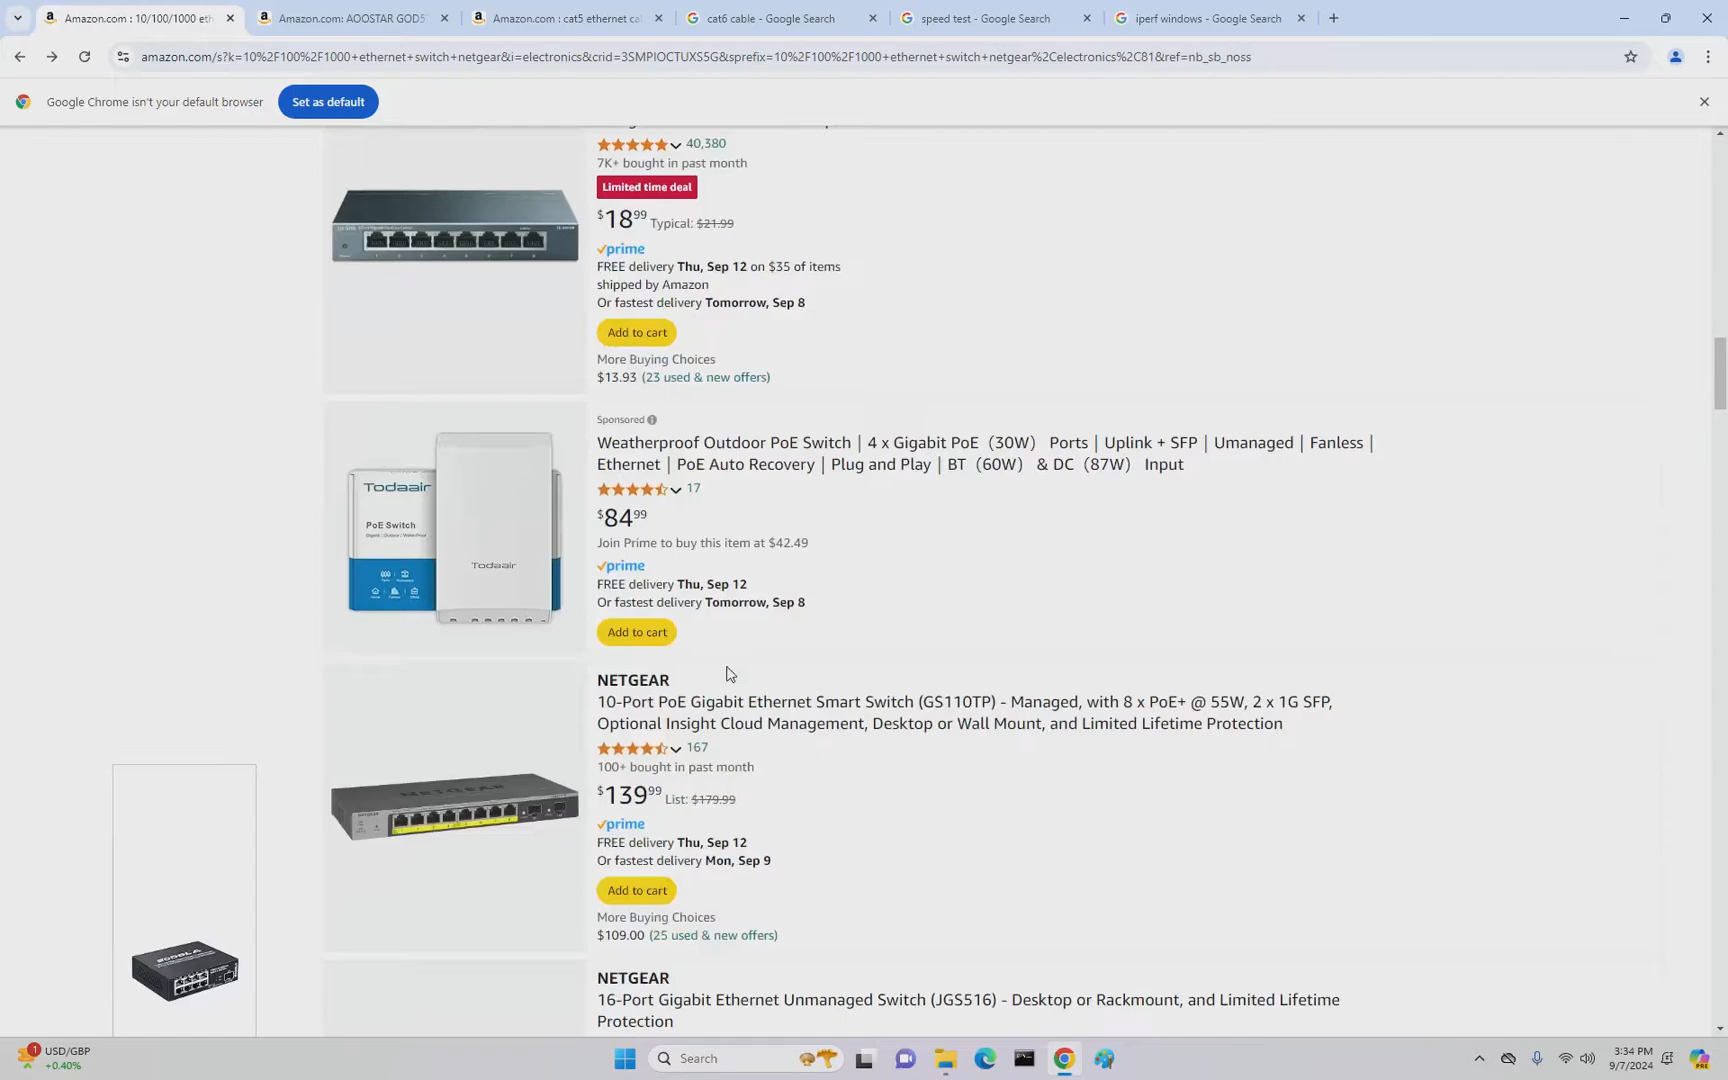 Amazon.com : 10/100/1000 eth
Amazon.com: AOOSTAR GOD5
Amazon.com : cat5 ethernet ca
cat6 cable - Google Search
speed test - Google Search
iperf windows - Google Search
amazon.com/s?k=10%2F100%2F1000+ethernet+switch+netgear&i=electronics&crid=3SMPIOCTUXS5G&sprefix=10%2F100%2F1000+ethernet+switch+netgear%2Celectronics%2C81&ref=nb_sb_noss
Google Chrome isn't your default browser
Set as default
40,380
7K+ bought in past month
Limited time deal
$18.99 Typical: $21.99
prime
FREE delivery Thu, Sep 12 on $35 of items
shipped by Amazon
Or fastest delivery Tomorrow, Sep 8
Add to cart
More Buying Choices
$13.93 (23 used & new offers)
Sponsored
Weatherproof Outdoor PoE Switch | 4 x Gigabit PoE（30W） Ports | Uplink + SFP | Umanaged | Fanless |
Ethernet | PoE Auto Recovery | Plug and Play | BT（60W） & DC（87W） Input
17
$84.99
Join Prime to buy this item at $42.49
prime
FREE delivery Thu, Sep 12
Or fastest delivery Tomorrow, Sep 8
Add to cart
Todaair
PoE Switch
Todaair
NETGEAR
10-Port PoE Gigabit Ethernet Smart Switch (GS110TP) - Managed, with 8 x PoE+ @ 55W, 2 x 1G SFP,
Optional Insight Cloud Management, Desktop or Wall Mount, and Limited Lifetime Protection
167
100+ bought in past month
$139.99 List: $179.99
prime
FREE delivery Thu, Sep 12
Or fastest delivery Mon, Sep 9
Add to cart
More Buying Choices
$109.00 (25 used & new offers)
NETGEAR
NETGEAR
16-Port Gigabit Ethernet Unmanaged Switch (JGS516) - Desktop or Rackmount, and Limited Lifetime
Protection
1
USD/GBP
+0.40%
Search
3:34 PM
9/7/2024